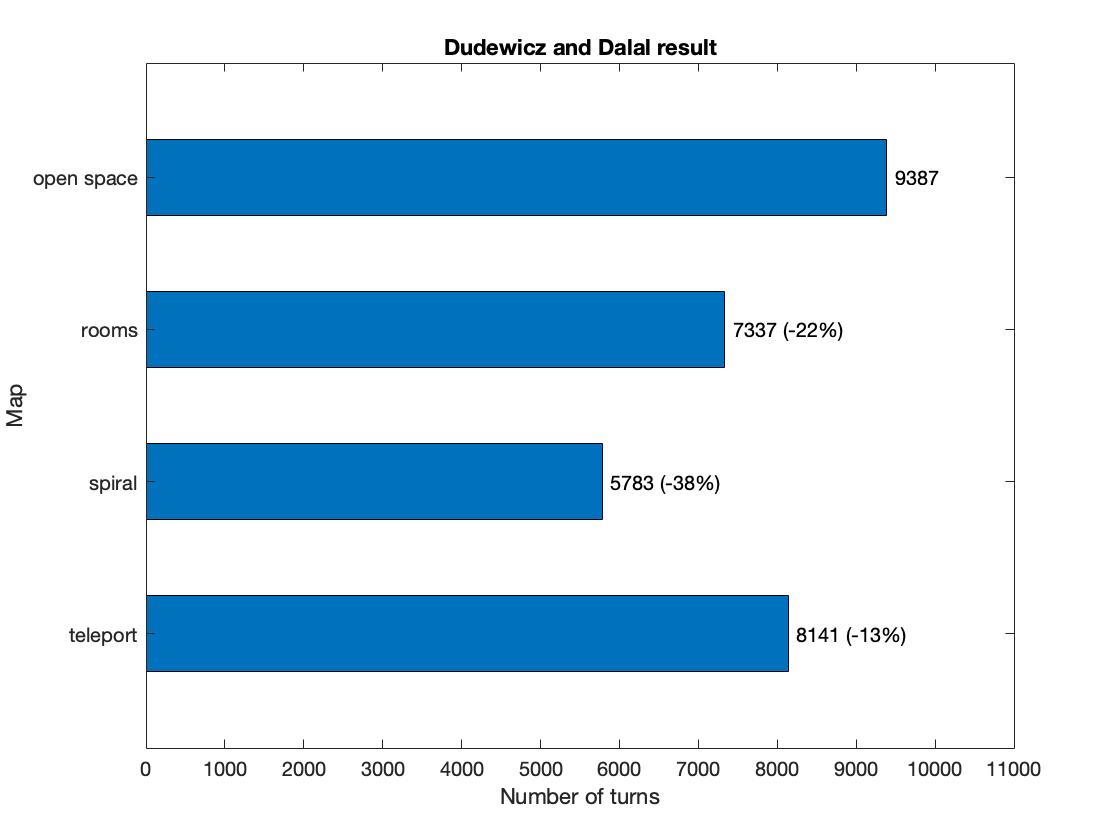 Dudewicz and Dalal result
open space
9387
rooms
7337 (-22%)
Map
spiral
5783 (-38%)
teleport
8141 (-13%)
0 1000 2000 3000 4000 5000 6000 7000 8000 9000 10000 11000
Number of turns